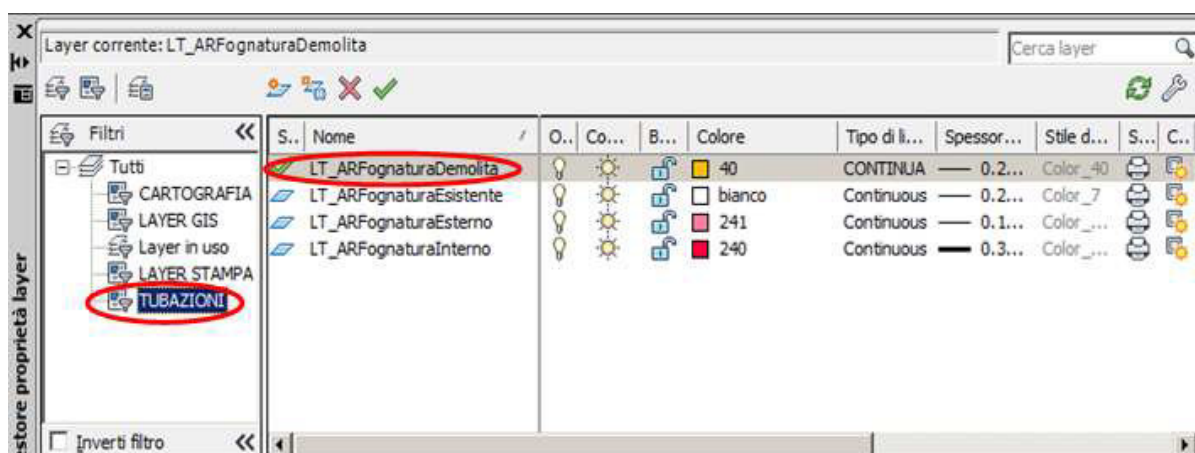 Layer corrente: LT_ARFognaturaDemolita
Cerca layer
Filtri
S.. Nome O.. Co... B... Colore Tipo di li... Spessor... Stile d... S... C..
Tutti
CARTOGRAFIA
LAYER GIS
Layer in uso
LAYER STAMPA
TUBAZIONI
LT_ARFognaturaDemolita 40 CONTINUA 0.2... Color_40
LT_ARFognaturaEsistente bianco Continuous 0.2... Color_7
LT_ARFognaturaEsterno 241 Continuous 0.1... Color_...
LT_ARFognaturaInterno 240 Continuous 0.3... Color_...
Inverti filtro
store proprietà layer